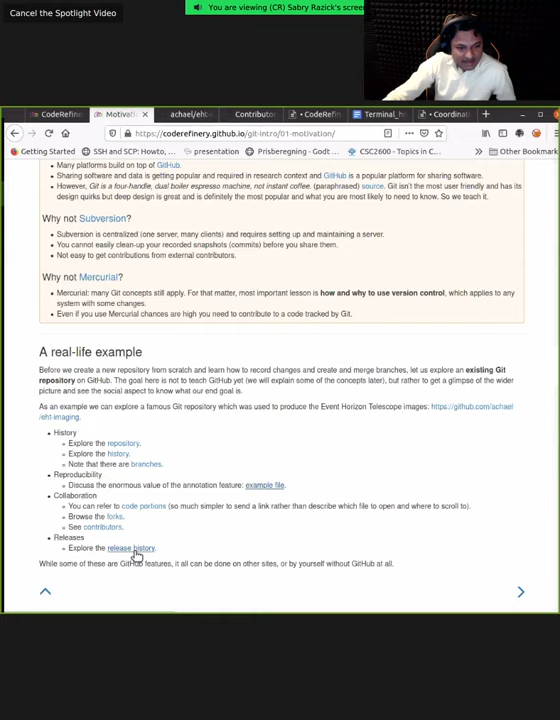 Cancel the Spotlight Video
You are viewing (CR) Sabry Razick's screen
CodeRefine
Motivatio
achael/eht-
Contributor
CodeRefin
Terminal_h
Coordinat
https://coderefinery.github.io/git-intro/01-motivation/
Getting Started
SSH and SCP: Howto, ...
popular questions
Prisberegning · Godt ...
CSC2600 – Topics in C...
Other Bookmark
Many platforms build on top of GitHub.
Sharing software and data is getting popular and required in research context and GitHub is a popular platform for sharing software.
However, Git is a four-handle, dual boiler espresso machine, not instant coffee. (paraphrased) source. Git isn't the most user friendly and has its
design quirks but deep design is great and is definitely the most popular and what you are most likely to need to know. So we teach it.
Why not Subversion?
Subversion is centralized (one server, many clients) and requires setting up and maintaining a server.
You cannot easily clean-up your recorded snapshots (commits) before you share them.
Not easy to get contributions from external contributors.
Why not Mercurial?
Mercurial: many Git concepts still apply. For that matter, most important lesson is how and why to use version control, which applies to any
system with some changes.
Even if you use Mercurial chances are high you need to contribute to a code tracked by Git.
A real-life example
Before we create a new repository from scratch and learn how to record changes and create and merge branches, let us explore an existing Git
repository on GitHub. The goal here is not to teach GitHub yet (we will explain some of the concepts later), but rather to get a glimpse of the wider
picture and see the social aspect to know what our end goal is.
As an example we can explore a famous Git repository which was used to produce the Event Horizon Telescope images: https://github.com/achael
/eht-imaging.
History
Explore the repository.
Explore the history.
Note that there are branches.
Reproducibility
Discuss the enormous value of the annotation feature: example file.
Collaboration
You can refer to code portions (so much simpler to send a link rather than describe which file to open and where to scroll to).
Browse the forks.
See contributors.
Releases
Explore the release history.
While some of these are GitHub features, it all can be done on other sites, or by yourself without GitHub at all.